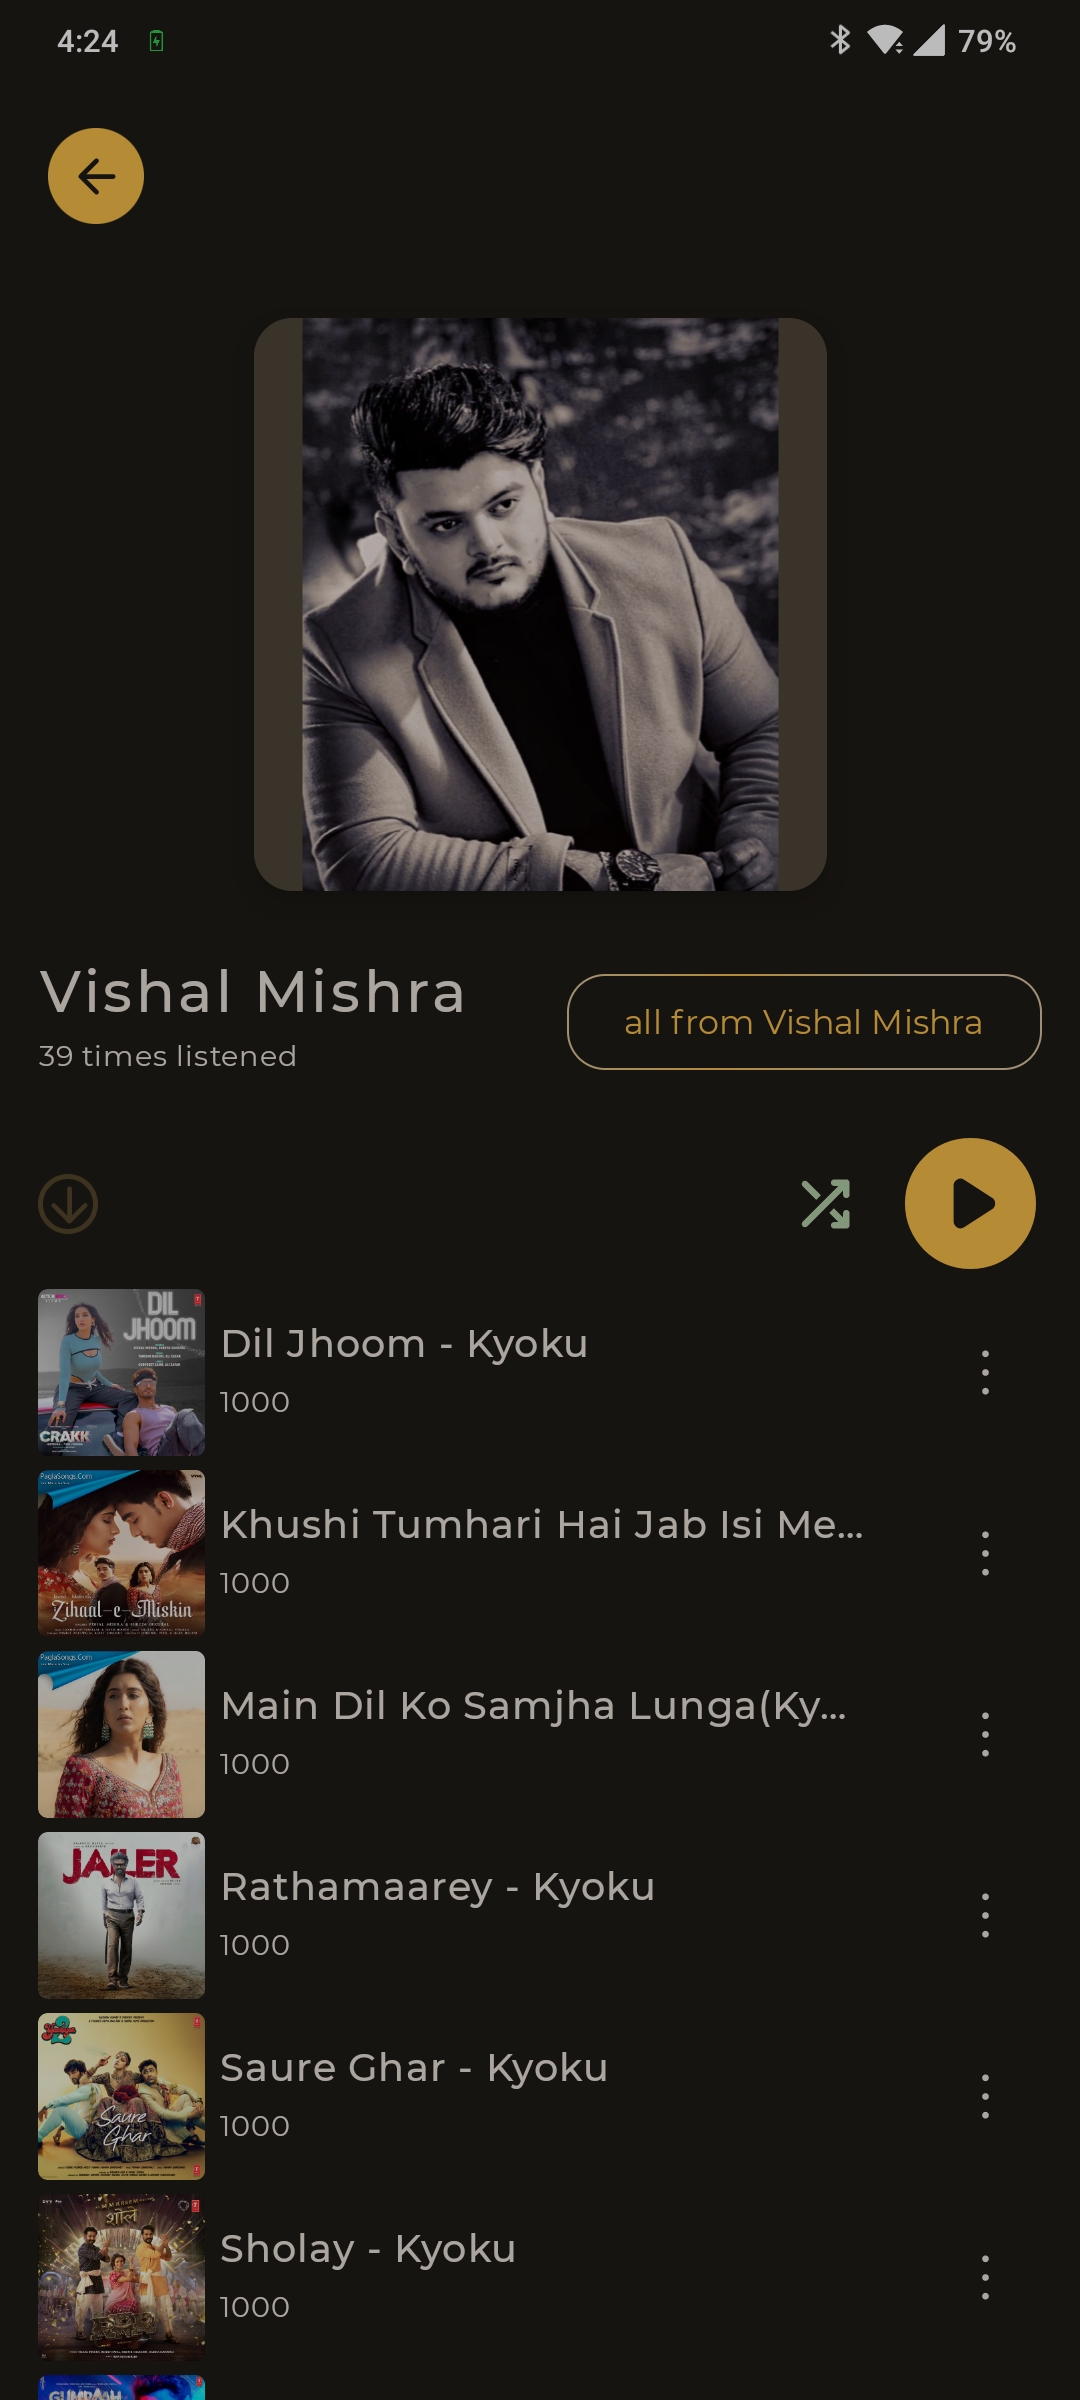 4:24
79%
Vishal Mishra
39 times listened
all from Vishal Mishra
DIL
JHOOM
CRAKK
Dil Jhoom - Kyoku
1000
PaglaSongs.Com
Zihaal-e-Miskin
Khushi Tumhari Hai Jab Isi Me...
1000
PaglaSongs.Com
Main Dil Ko Samjha Lunga(Ky...
1000
JAILER
Rathamaarey - Kyoku
1000
Saure
Ghar
Saure Ghar - Kyoku
1000
शोले
RRR
Sholay - Kyoku
1000
GUMRAAH